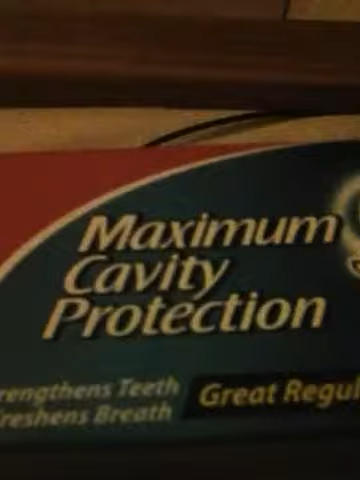 Maximum
Cavity
Protection
rengthens Teeth
reshens Breath
Great Regul